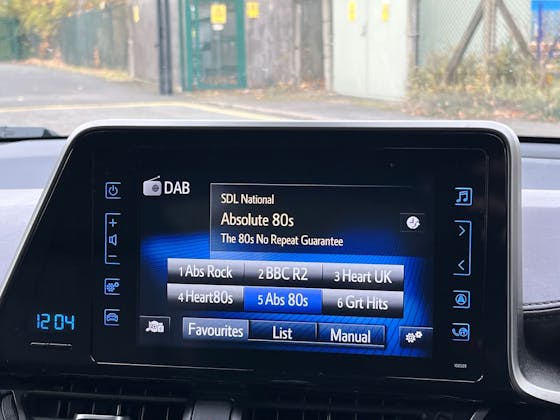 DAB
SDL National
Absolute 80s
The 80s No Repeat Guarantee
1 Abs Rock 2 BBC R2 3 Heart UK
4 Heart80s 5 Abs 80s 6 Grt Hits
12:04
Favourites List Manual